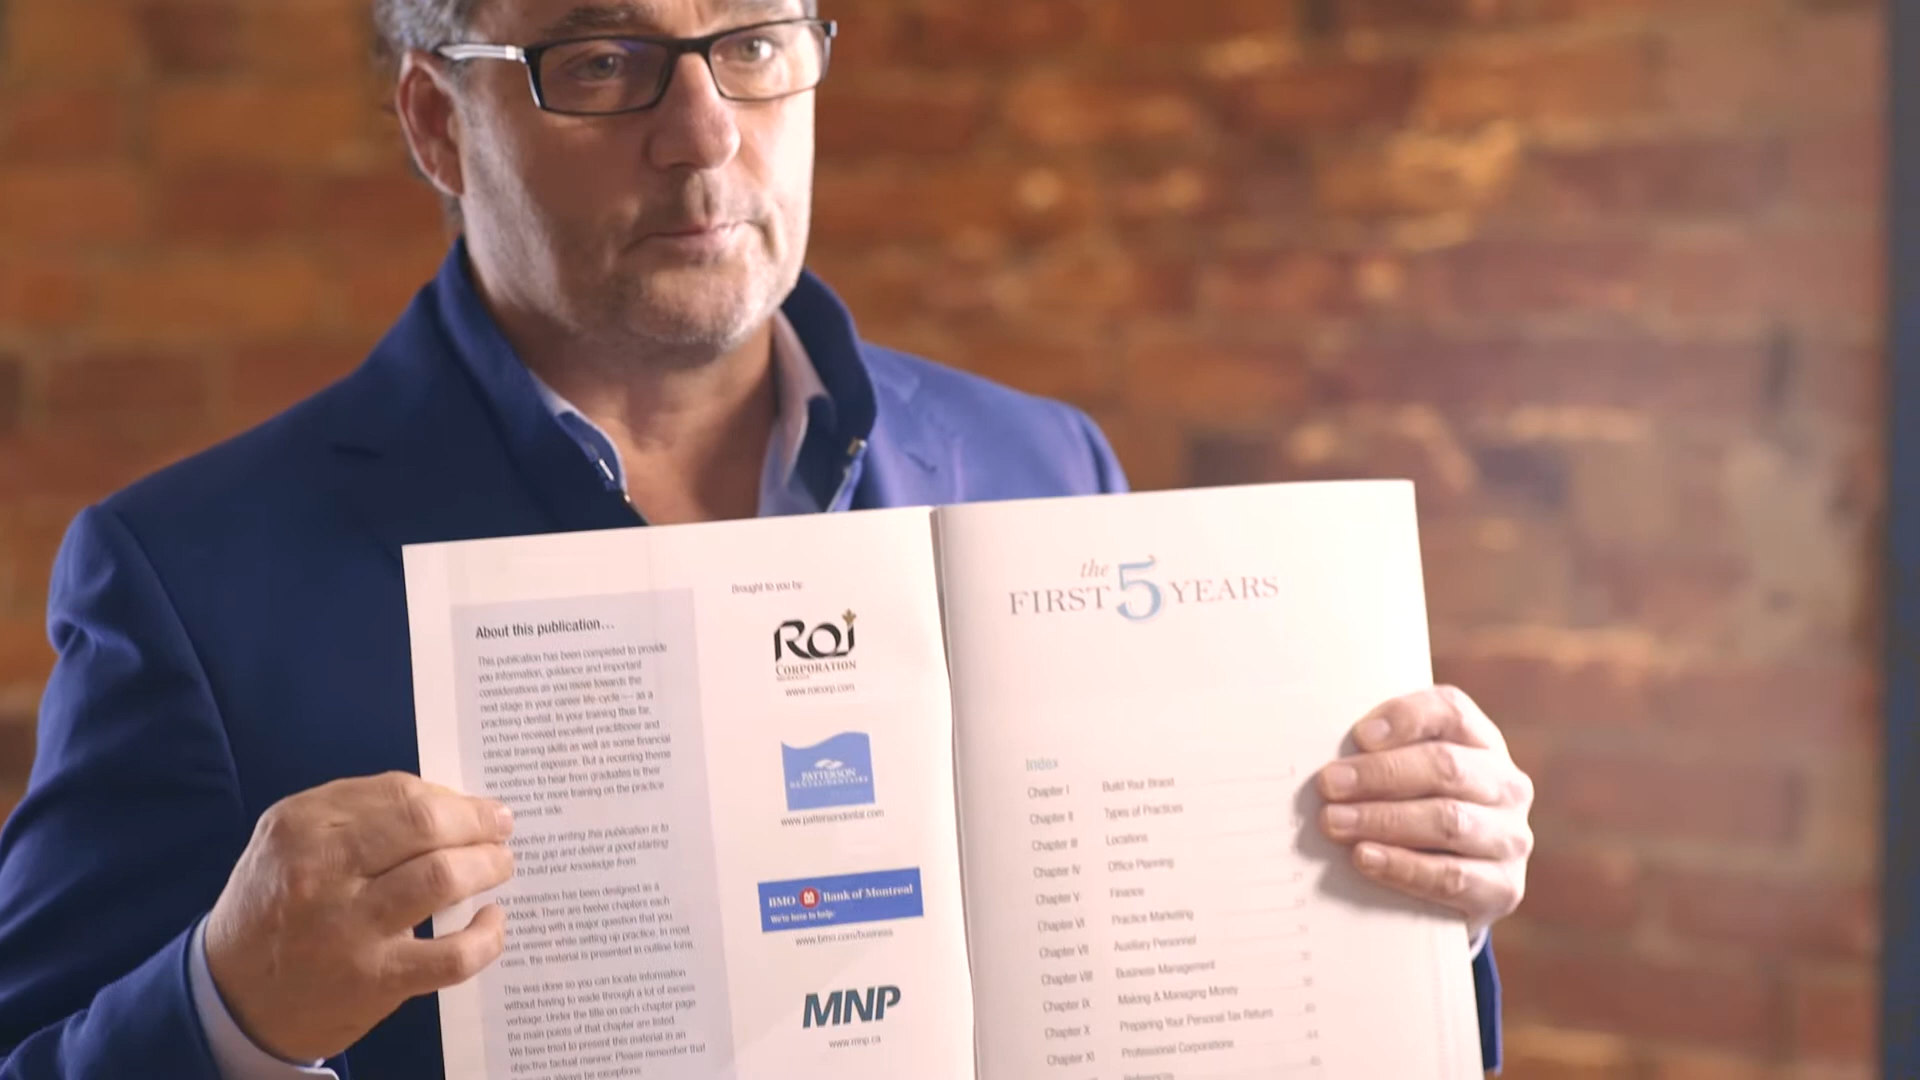 About this publication...
This publication has been completed to provide
you information, guidance and important
considerations as you move towards the
next stage in your career life-cycle — as a
practising dentist. In your training thus far,
you have received excellent practitioner and
clinical training skills as well as some financial
management exposure. But a recurring theme
we continue to hear from graduates is their
for more training on the practice
side.
objective in writing this publication is to
this gap and deliver a good starting
to build your knowledge from.
Our information has been designed as a
There are twelve chapters each
dealing with a major question that you
answer while setting up practice. In most
cases, the material is presented in outline form.
This was done so you can locate information
without having to wade through a lot of excess
verbiage. Under the title on each chapter page
the main points of that chapter are listed.
We have tried to present this material in an
objective factual manner. Please remember that
always be exceptions
Brought to you by:
ROi
CORPORATION
www.roicorp.com
PATTERSON
www.pattersondental.com
BMO Bank of Montreal
We're here to help.
www.bmo.com/business
MNP
www.mnp.ca
the
FIRST 5 YEARS
Index
Chapter I Build Your Brand
Chapter II Types of Practices
Chapter III Locations
Chapter IV Office Planning
Chapter V Finance
Chapter VI Practice Marketing
Chapter VII Auxiliary Personnel
Chapter VIII Business Management
Chapter IX Making & Managing Money
Chapter X Preparing Your Personal Tax Return
Chapter XI Professional Corporations
References